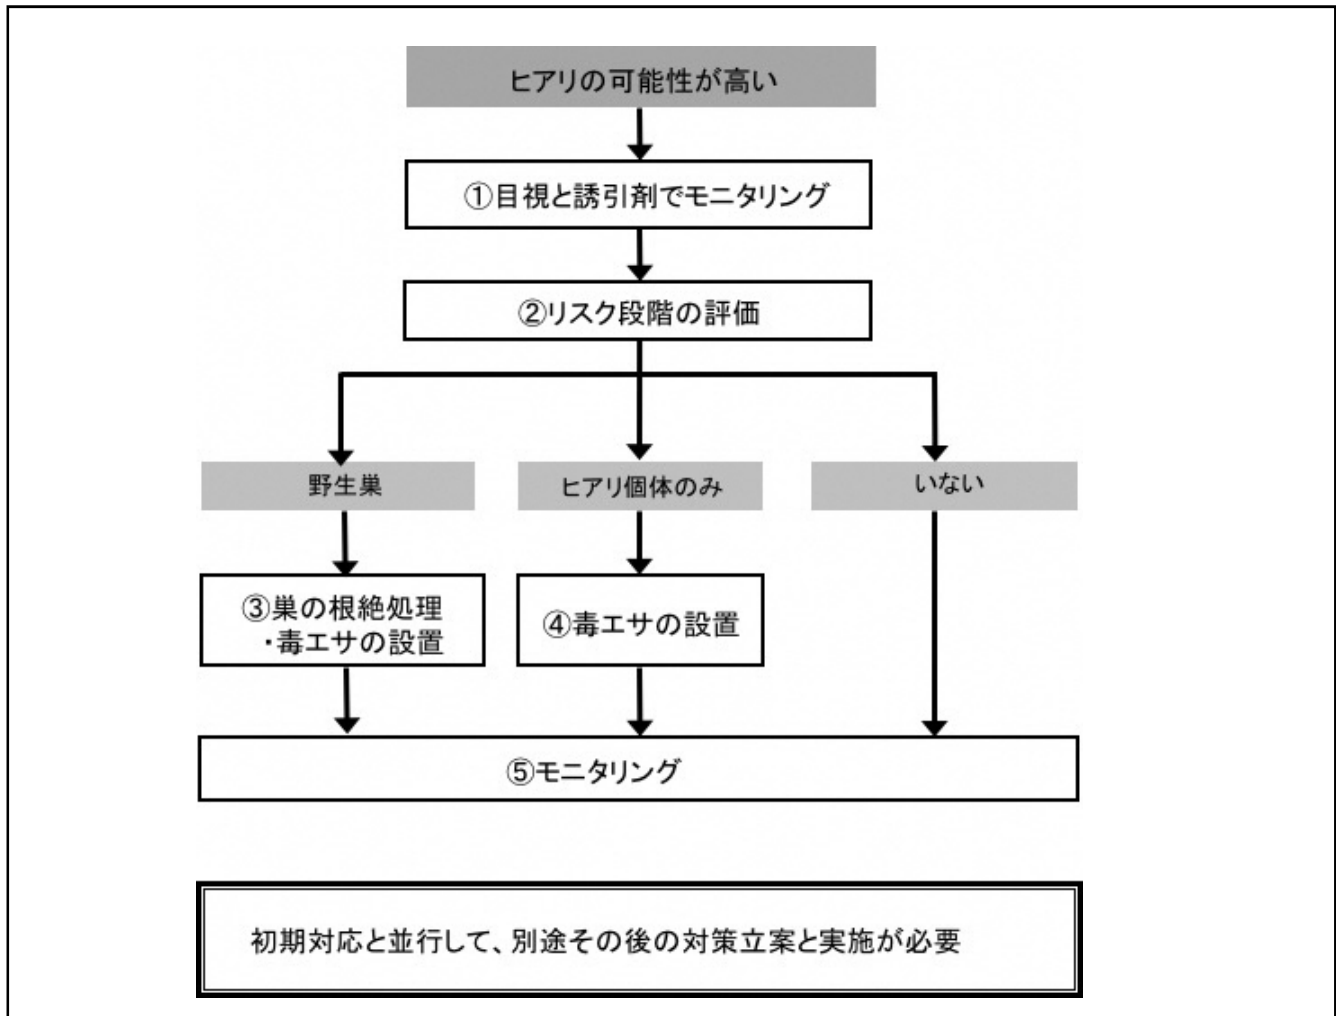 ヒアリの可能性が高い
①目視と誘引剤でモニタリング
②リスク段階の評価
野生巣
ヒアリ個体のみ
いない
③巣の根絶処理
・毒エサの設置
④毒エサの設置
⑤モニタリング
初期対応と並行して、別途その後の対策立案と実施が必要